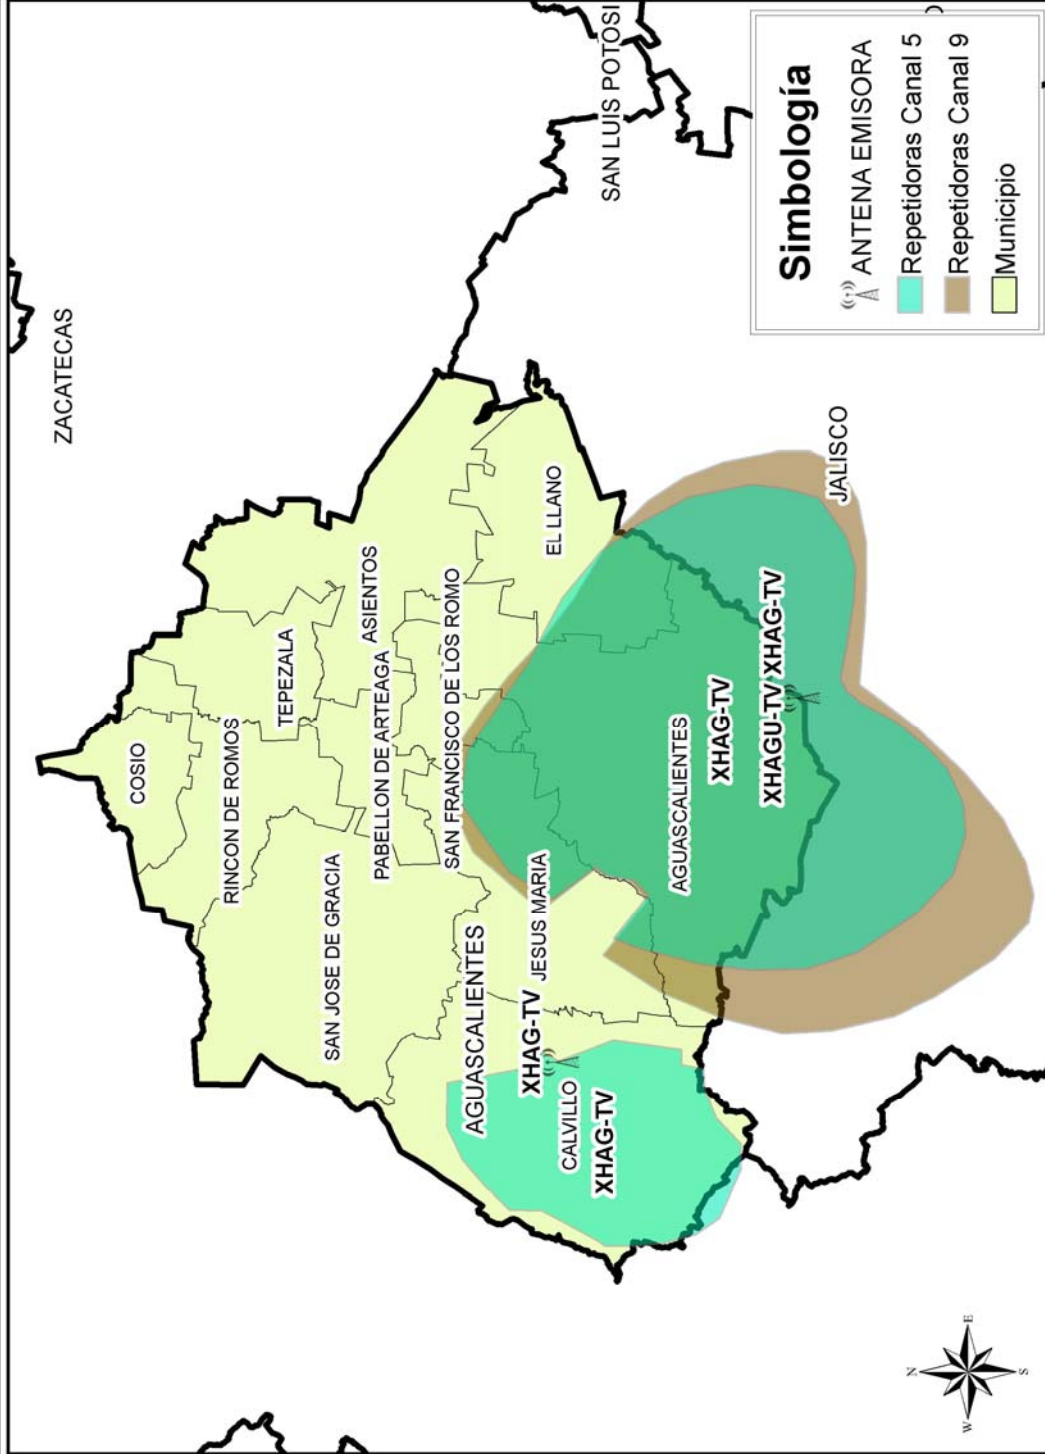 ZACATECAS
COSIO
RINCON DE ROMOS
TEPEZALA
SAN JOSE DE GRACIA
ASIENTOS
PABELLON DE ARTEAGA
SAN FRANCISCO DE LOS ROMO
AGUASCALIENTES
JESUS MARIA
EL LLANO
SAN LUIS POTOSI
XHAG-TV
CALVILLO
XHAG-TV
AGUASCALIENTES
XHAG-TV
XHAGU-TV XHAG-TV
JALISCO
Simbología
ANTENA EMISORA
Repetidoras Canal 5
Repetidoras Canal 9
Municipio
N
W
E
S